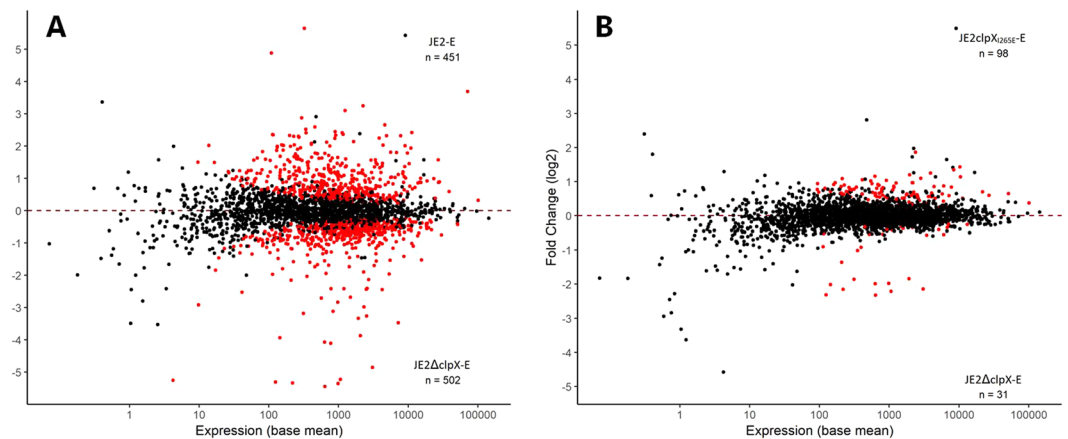 A
JE2-E
n = 451
5
4
3
2
1
0
-1
-2
-3
-4
-5
JE2ΔclpX-E
n = 502
1 10 100 1000 10000 100000
Expression (base mean)
B
JE2clpXI265E-E
n = 98
Fold Change (log2)
5
4
3
2
1
0
-1
-2
-3
-4
-5
JE2ΔclpX-E
n = 31
1 10 100 1000 10000 100000
Expression (base mean)